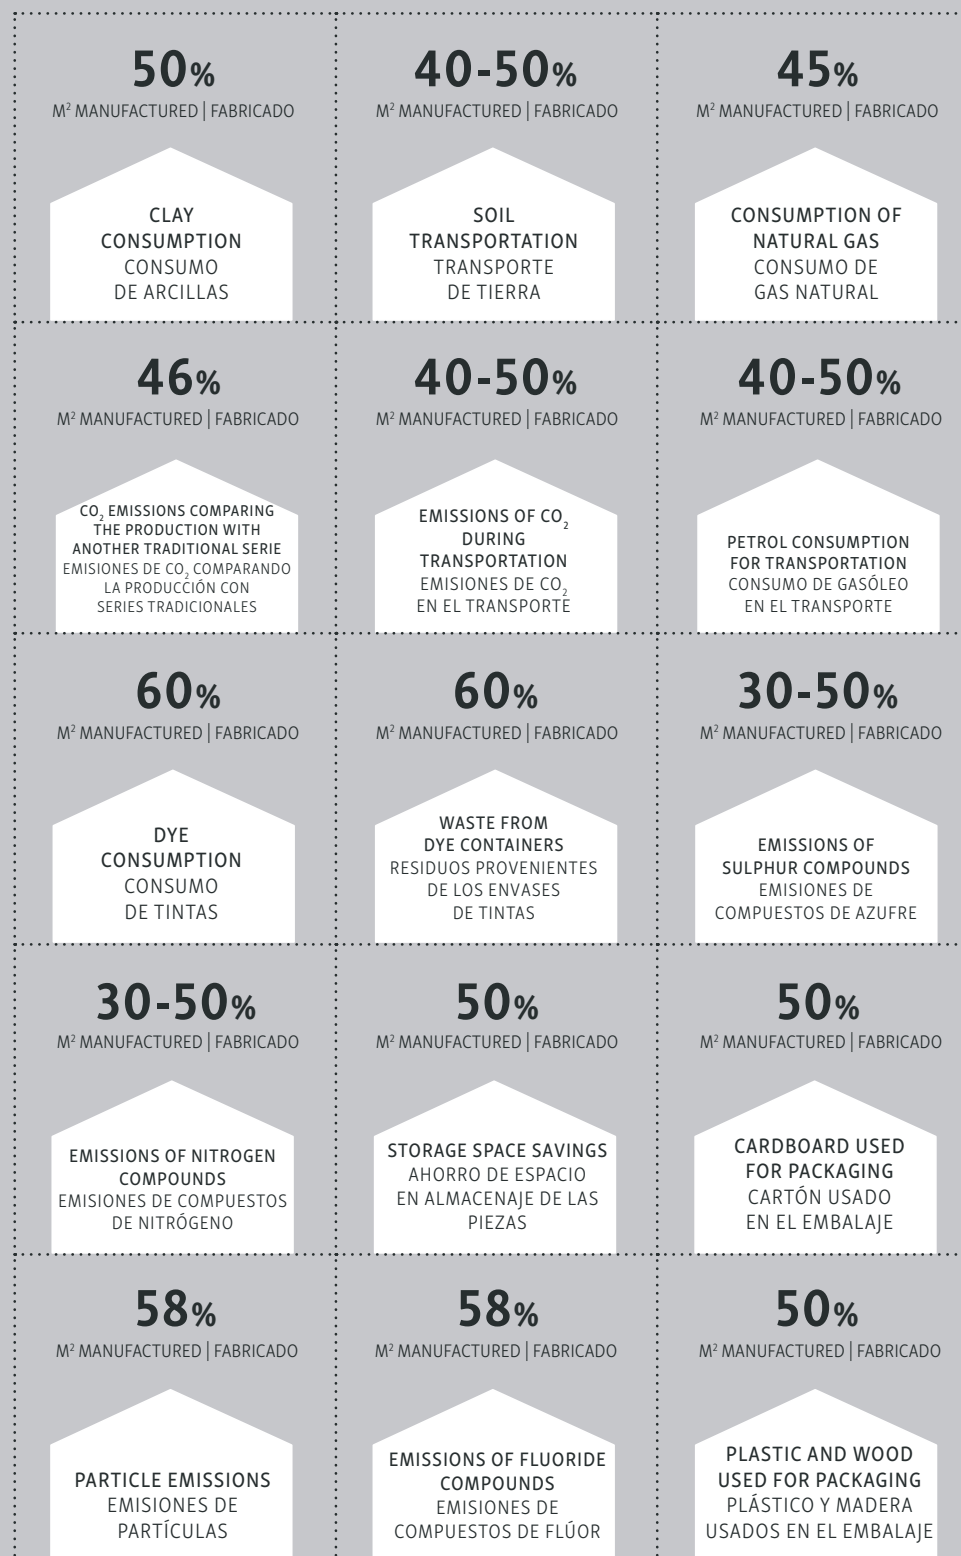 50%
M² MANUFACTURED | FABRICADO
CLAY
CONSUMPTION
CONSUMO
DE ARCILLAS
40-50%
M² MANUFACTURED | FABRICADO
SOIL
TRANSPORTATION
TRANSPORTE
DE TIERRA
45%
M² MANUFACTURED | FABRICADO
CONSUMPTION OF
NATURAL GAS
CONSUMO DE
GAS NATURAL
46%
M² MANUFACTURED | FABRICADO
CO₂ EMISSIONS COMPARING
THE PRODUCTION WITH
ANOTHER TRADITIONAL SERIE
EMISIONES DE CO₂ COMPARANDO
LA PRODUCCIÓN CON
SERIES TRADICIONALES
40-50%
M² MANUFACTURED | FABRICADO
EMISSIONS OF CO₂
DURING
TRANSPORTATION
EMISIONES DE CO₂
EN EL TRANSPORTE
40-50%
M² MANUFACTURED | FABRICADO
PETROL CONSUMPTION
FOR TRANSPORTATION
CONSUMO DE GASÓLEO
EN EL TRANSPORTE
60%
M² MANUFACTURED | FABRICADO
DYE
CONSUMPTION
CONSUMO
DE TINTAS
60%
M² MANUFACTURED | FABRICADO
WASTE FROM
DYE CONTAINERS
RESIDUOS PROVENIENTES
DE LOS ENVASES
DE TINTAS
30-50%
M² MANUFACTURED | FABRICADO
EMISSIONS OF
SULPHUR COMPOUNDS
EMISIONES DE
COMPUESTOS DE AZUFRE
30-50%
M² MANUFACTURED | FABRICADO
EMISSIONS OF NITROGEN
COMPOUNDS
EMISIONES DE COMPUESTOS
DE NITRÓGENO
50%
M² MANUFACTURED | FABRICADO
STORAGE SPACE SAVINGS
AHORRO DE ESPACIO
EN ALMACENAJE DE LAS
PIEZAS
50%
M² MANUFACTURED | FABRICADO
CARDBOARD USED
FOR PACKAGING
CARTÓN USADO
EN EL EMBALAJE
58%
M² MANUFACTURED | FABRICADO
PARTICLE EMISSIONS
EMISIONES DE
PARTÍCULAS
58%
M² MANUFACTURED | FABRICADO
EMISSIONS OF FLUORIDE
COMPOUNDS
EMISIONES DE
COMPUESTOS DE FLÚOR
50%
M² MANUFACTURED | FABRICADO
PLASTIC AND WOOD
USED FOR PACKAGING
PLÁSTICO Y MADERA
USADOS EN EL EMBALAJE